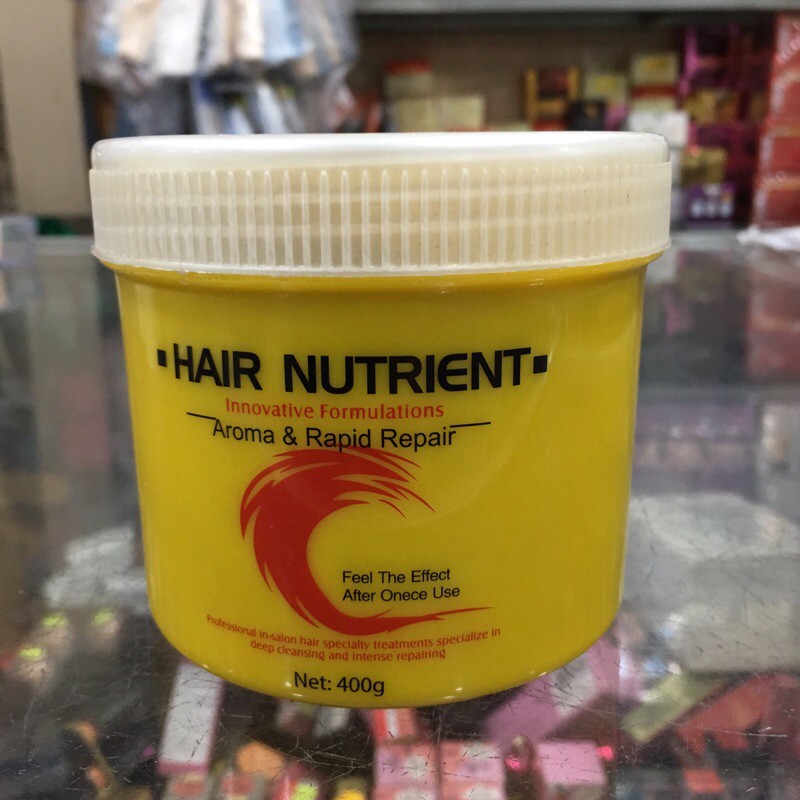 HAIR NUTRIENT
Innovative Formulations
Aroma & Rapid Repair
Feel The Effect
After Onece Use
Professional in-salon hair specialty treatments specialize in
deep cleansing and intense repairing
Net: 400g